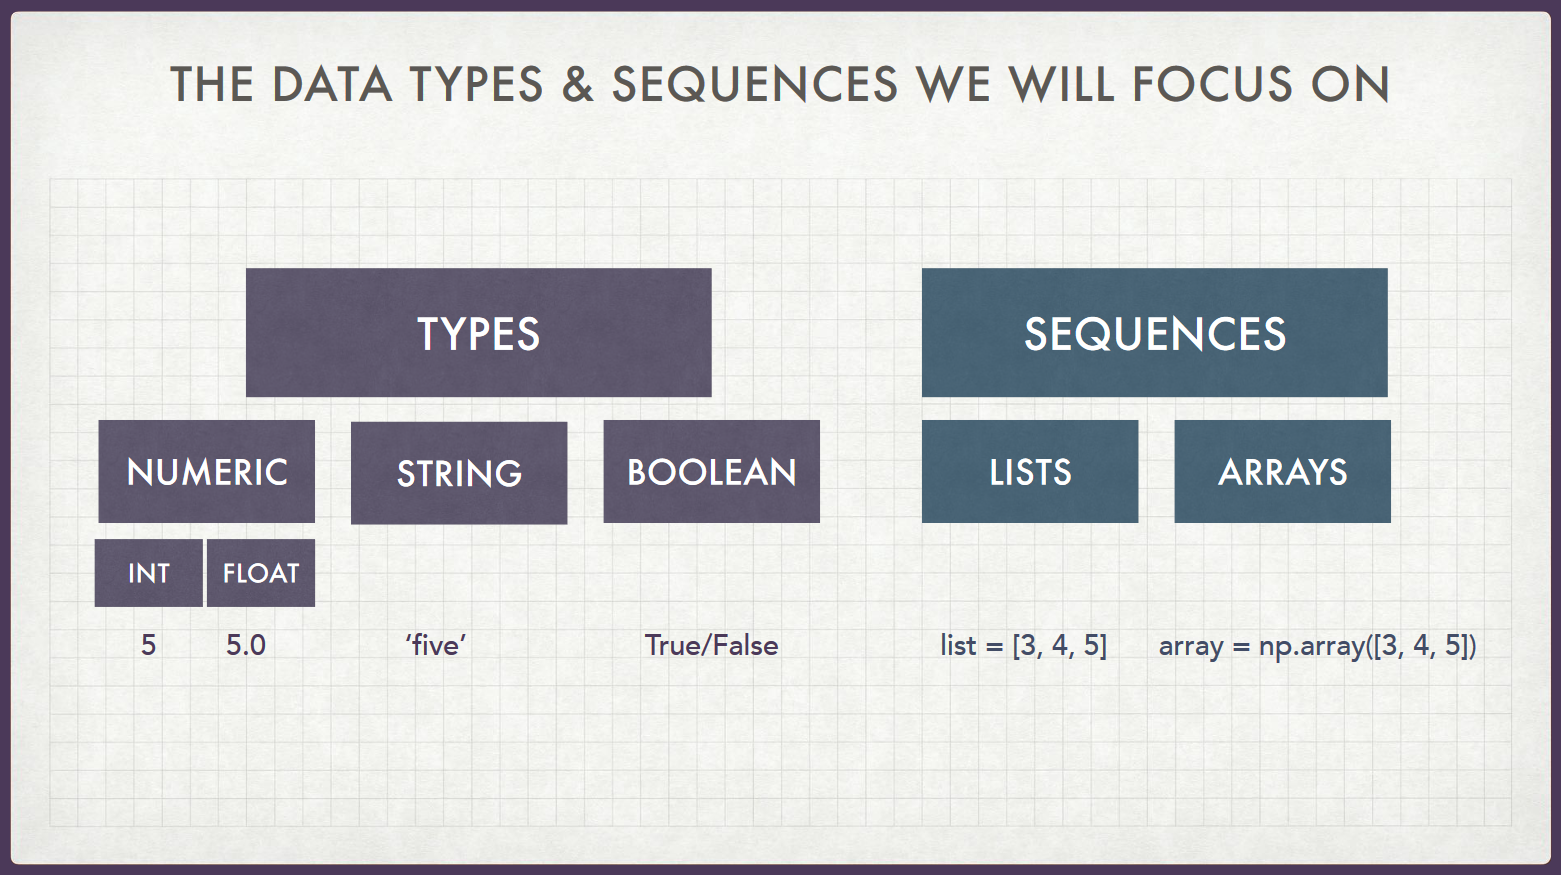 THE DATA TYPES & SEQUENCES WE WILL FOCUS ON
TYPES
SEQUENCES
NUMERIC
STRING
BOOLEAN
LISTS
ARRAYS
INT
FLOAT
5
5.0
‘five’
True/False
list = [3, 4, 5]
array = np.array([3, 4, 5])